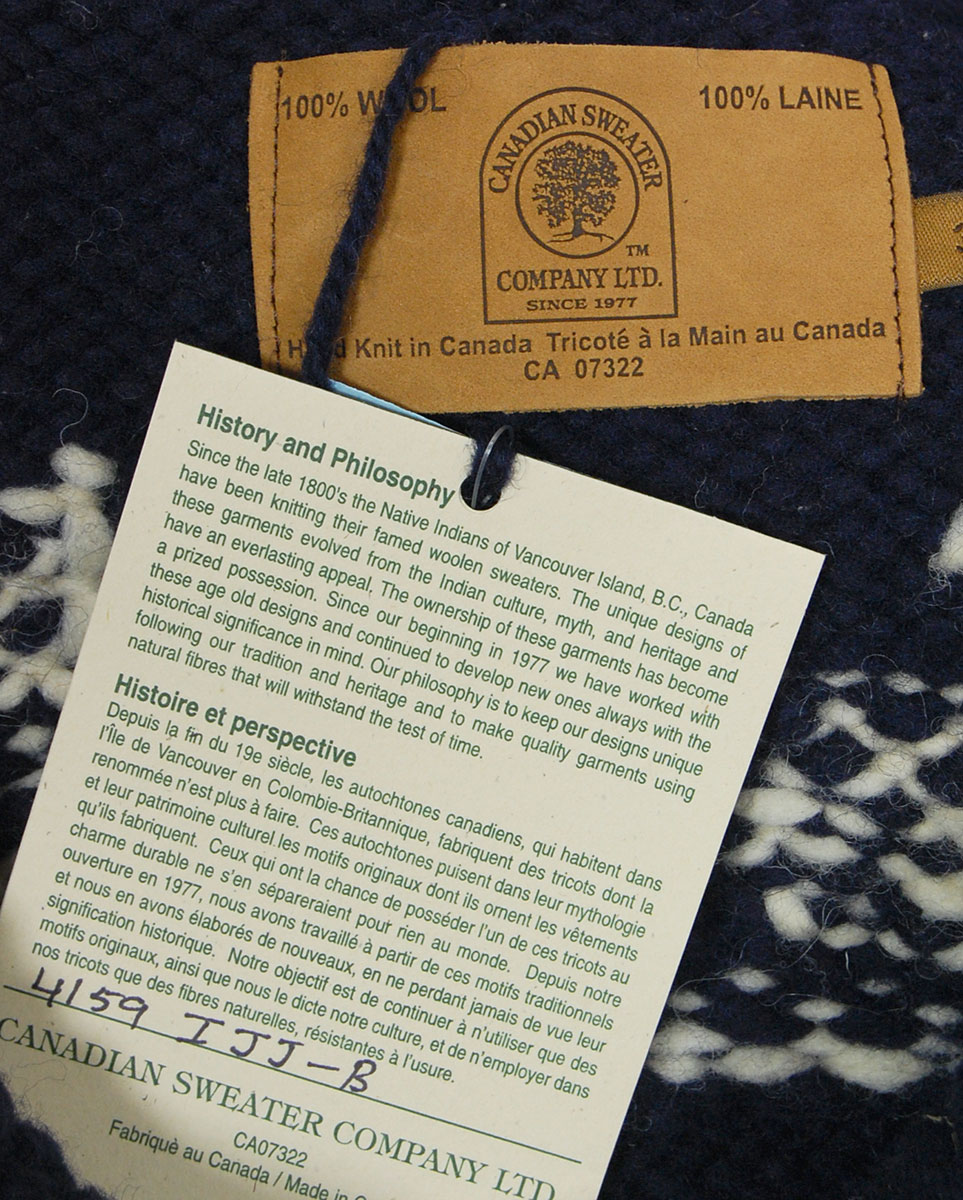 100% W OL
100% LAINE
CANADIAN SWEATER
TM
COMPANY LTD.
SINCE 1977
H d Knit in Canada Tricoté à la Main au Canada
CA 07322
History and Philosophy
Since the late 1800's the Native Indians of Vancouver Island, B.C., Canada
have been knitting their famed woolen sweaters. The unique designs of
these garments evolved from the Indian culture, myth, and heritage and
have an everlasting appeal. The ownership of these garments has become
a prized possession. Since our beginning in 1977 we have worked with
these age old designs and continued to develop new ones always with the
historical significance in mind. Our philosophy is to keep our designs unique
following our tradition and heritage and to make quality garments using
natural fibres that will withstand the test of time.
Histoire et perspective
Depuis la fin du 19e siècle, les autochtones canadiens, qui habitent dans
l'Île de Vancouver en Colombie-Britannique, fabriquent des tricots dont la
renommée n'est plus à faire. Ces autochtones puisent dans leur mythologie
et leur patrimoine culturel les motifs originaux dont ils ornent les vêtements
qu'ils fabriquent. Ceux qui ont la chance de posséder l'un de ces tricots au
charme durable ne s'en sépareraient pour rien au monde. Depuis notre
ouverture en 1977, nous avons travaillé à partir de ces motifs traditionnels
et nous en avons élaborés de nouveaux, en ne perdant jamais de vue leur
signification historique. Notre objectif est de continuer à n'utiliser que des
motifs originaux, ainsi que nous le dicte notre culture, et de n'employer dans
nos tricots que des fibres naturelles, résistantes à l'usure.
4159 IJJ-B
CANADIAN SWEATER COMPANY LTD
CA07322
Fabriquè au Canada / Made in